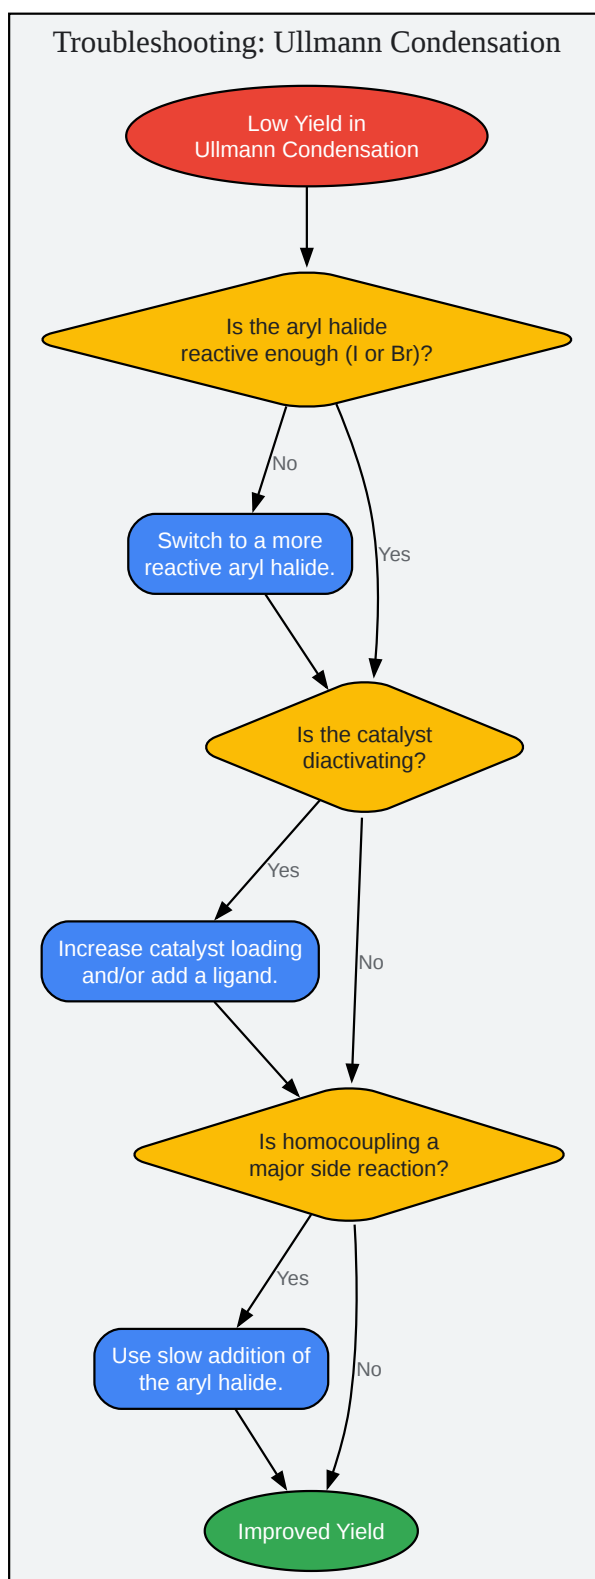 Troubleshooting: Ullmann Condensation
Low Yield in
Ullmann Condensation
Is the aryl halide
reactive enough (I or Br)?
No
Switch to a more
reactive aryl halide.
Yes
Is the catalyst
diactivating?
Yes
Increase catalyst loading
and/or add a ligand.
No
Is homocoupling a
major side reaction?
Yes
Use slow addition of
the aryl halide.
No
Improved Yield